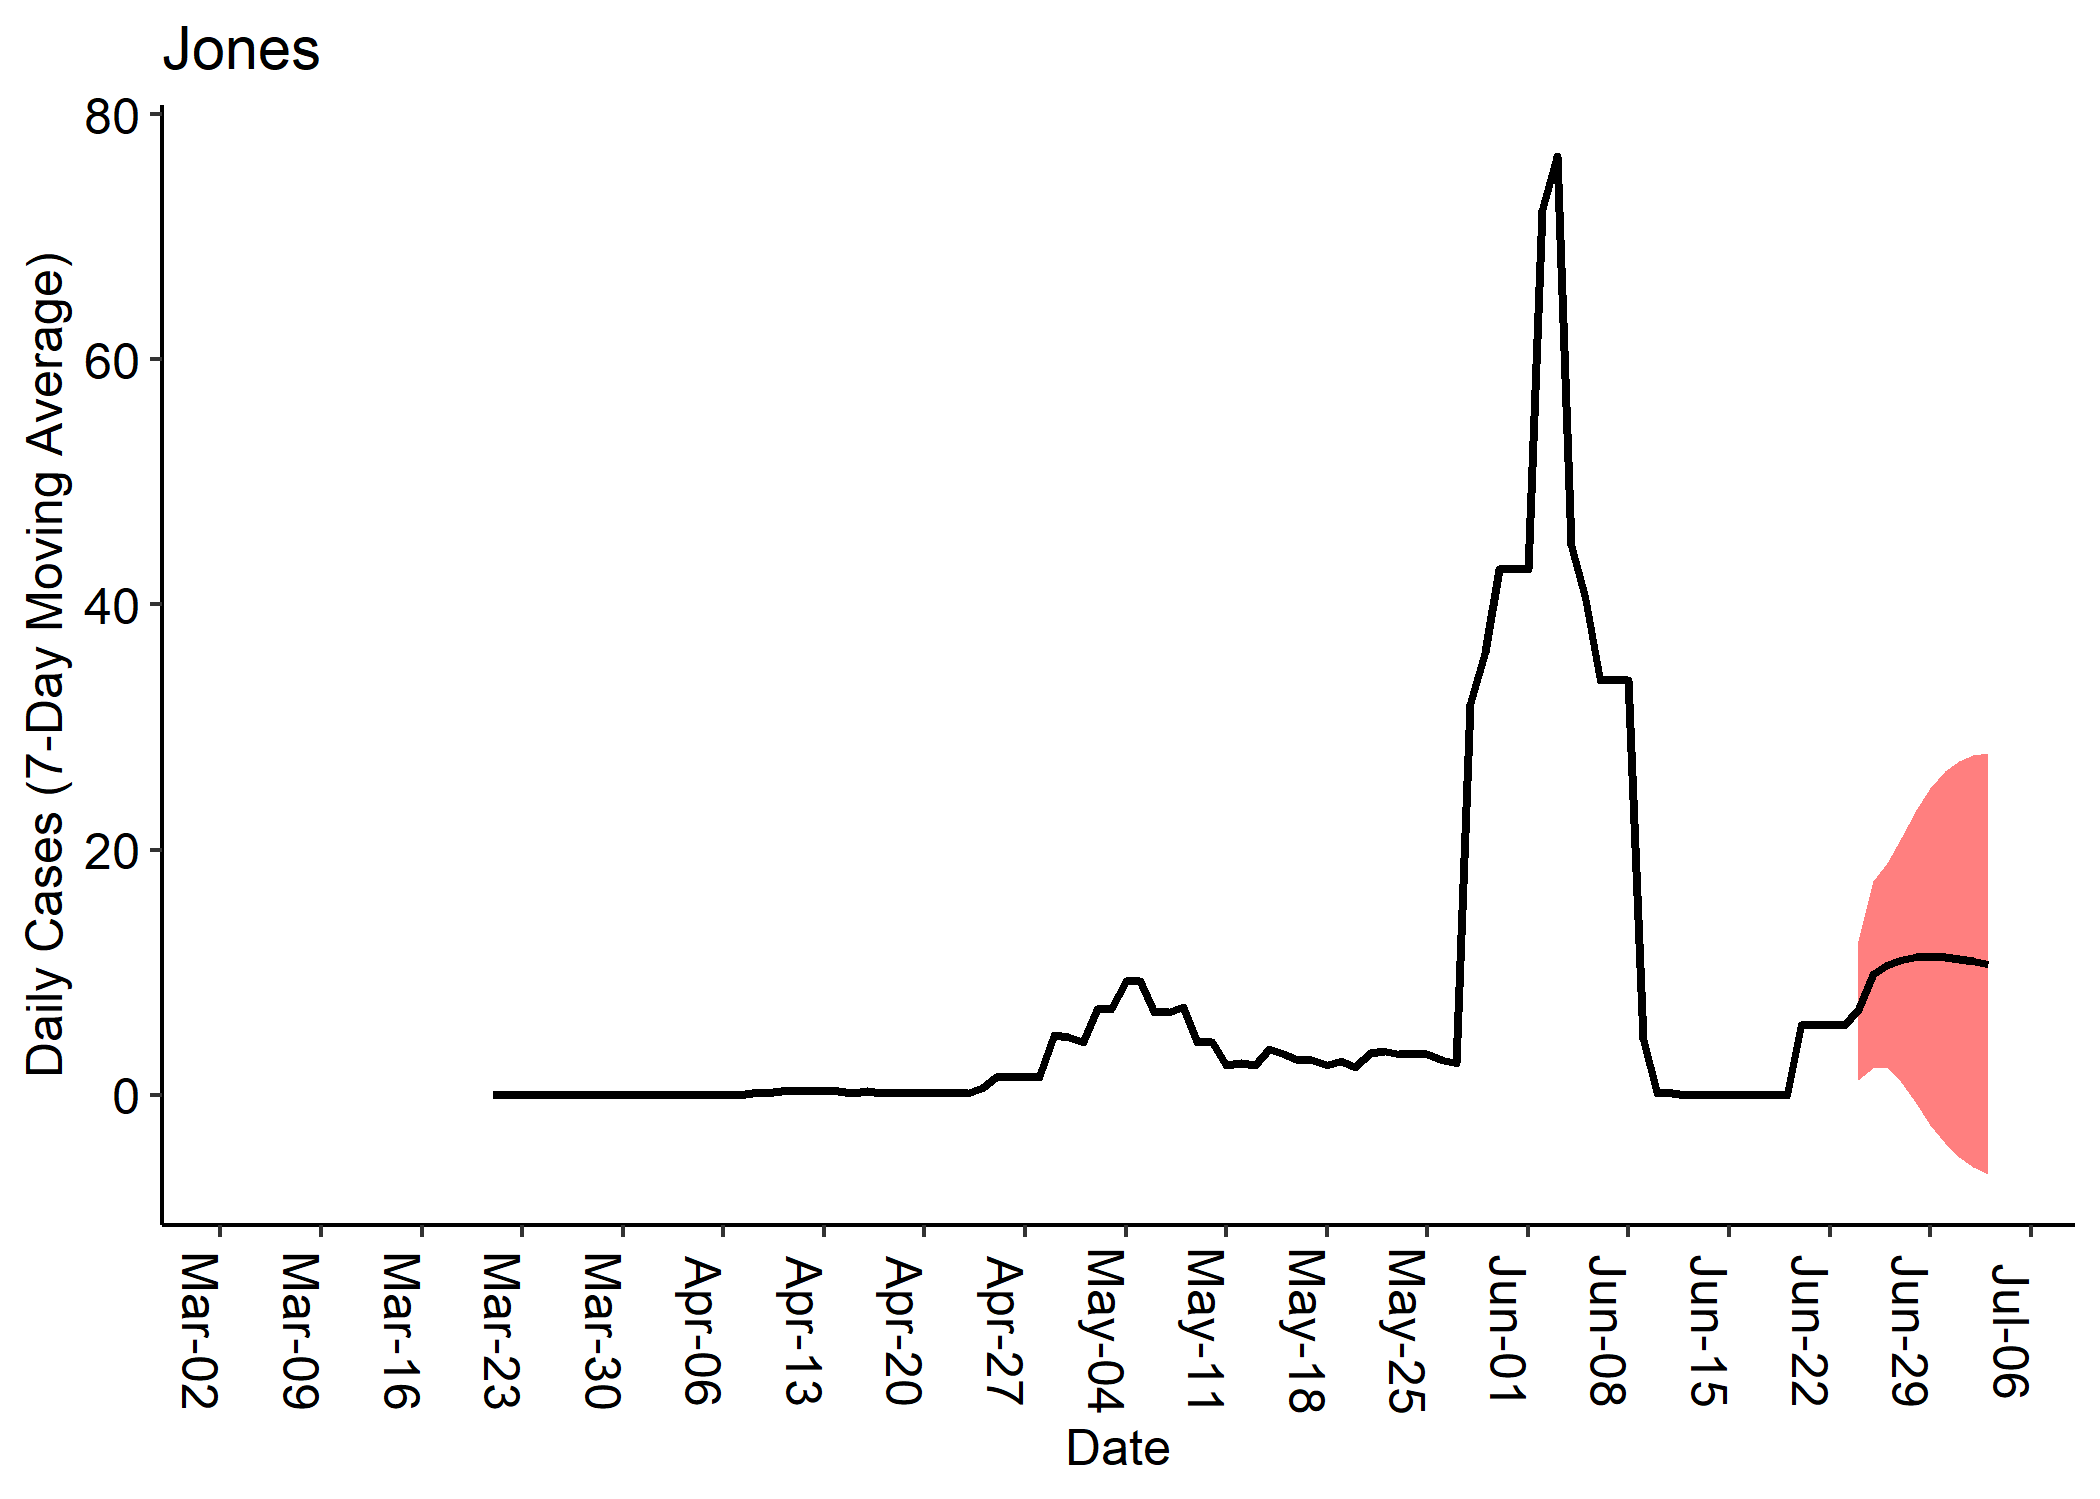 Jones
Daily Cases (7-Day Moving Average)
80
60
40
20
0
Mar-02
Mar-09
Mar-16
Mar-23
Mar-30
Apr-06
Apr-13
Apr-20
Apr-27
May-04
May-11
May-18
May-25
Jun-01
Jun-08
Jun-15
Jun-22
Jun-29
Jul-06
Date